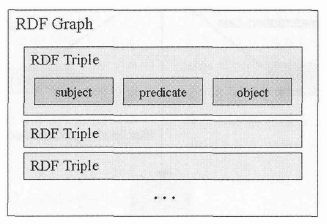 RDF Graph
RDF Triple
subject predicate object
RDF Triple
RDF Triple
...